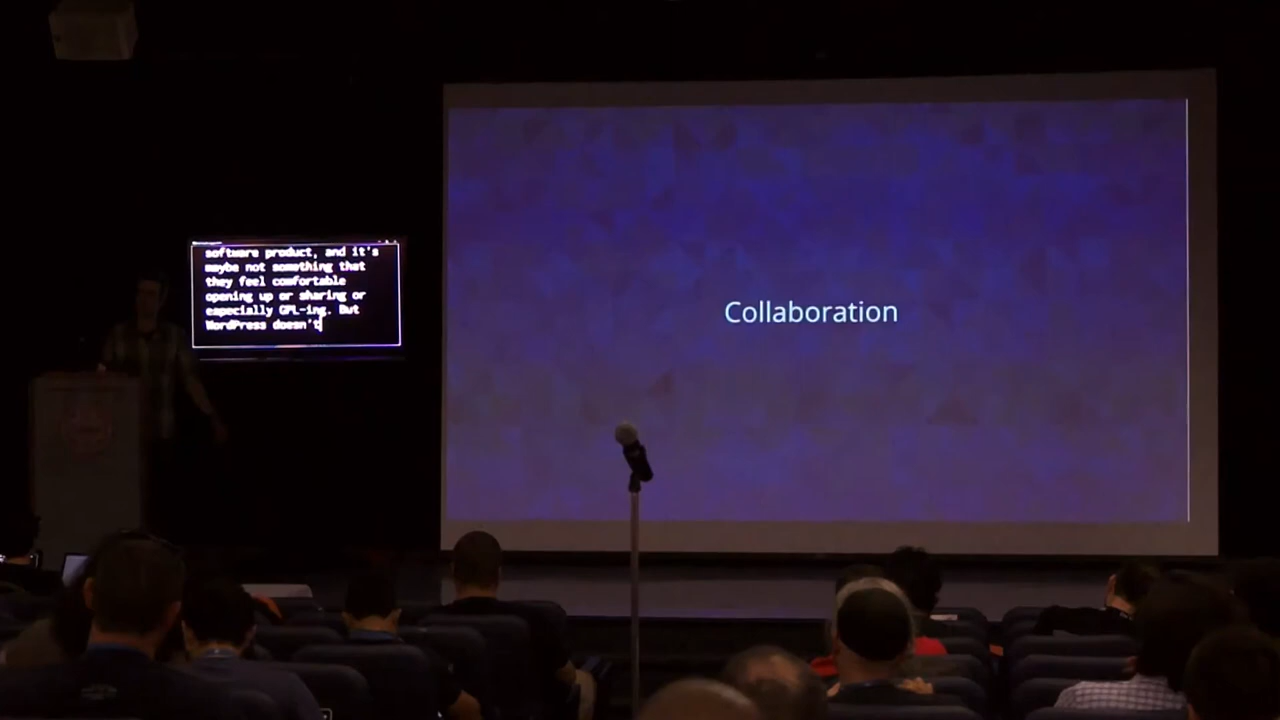 software product, and it's
maybe not something that
they feel comfortable
opening up or sharing or
especially GPL-ing. But
WordPress doesn't
Collaboration